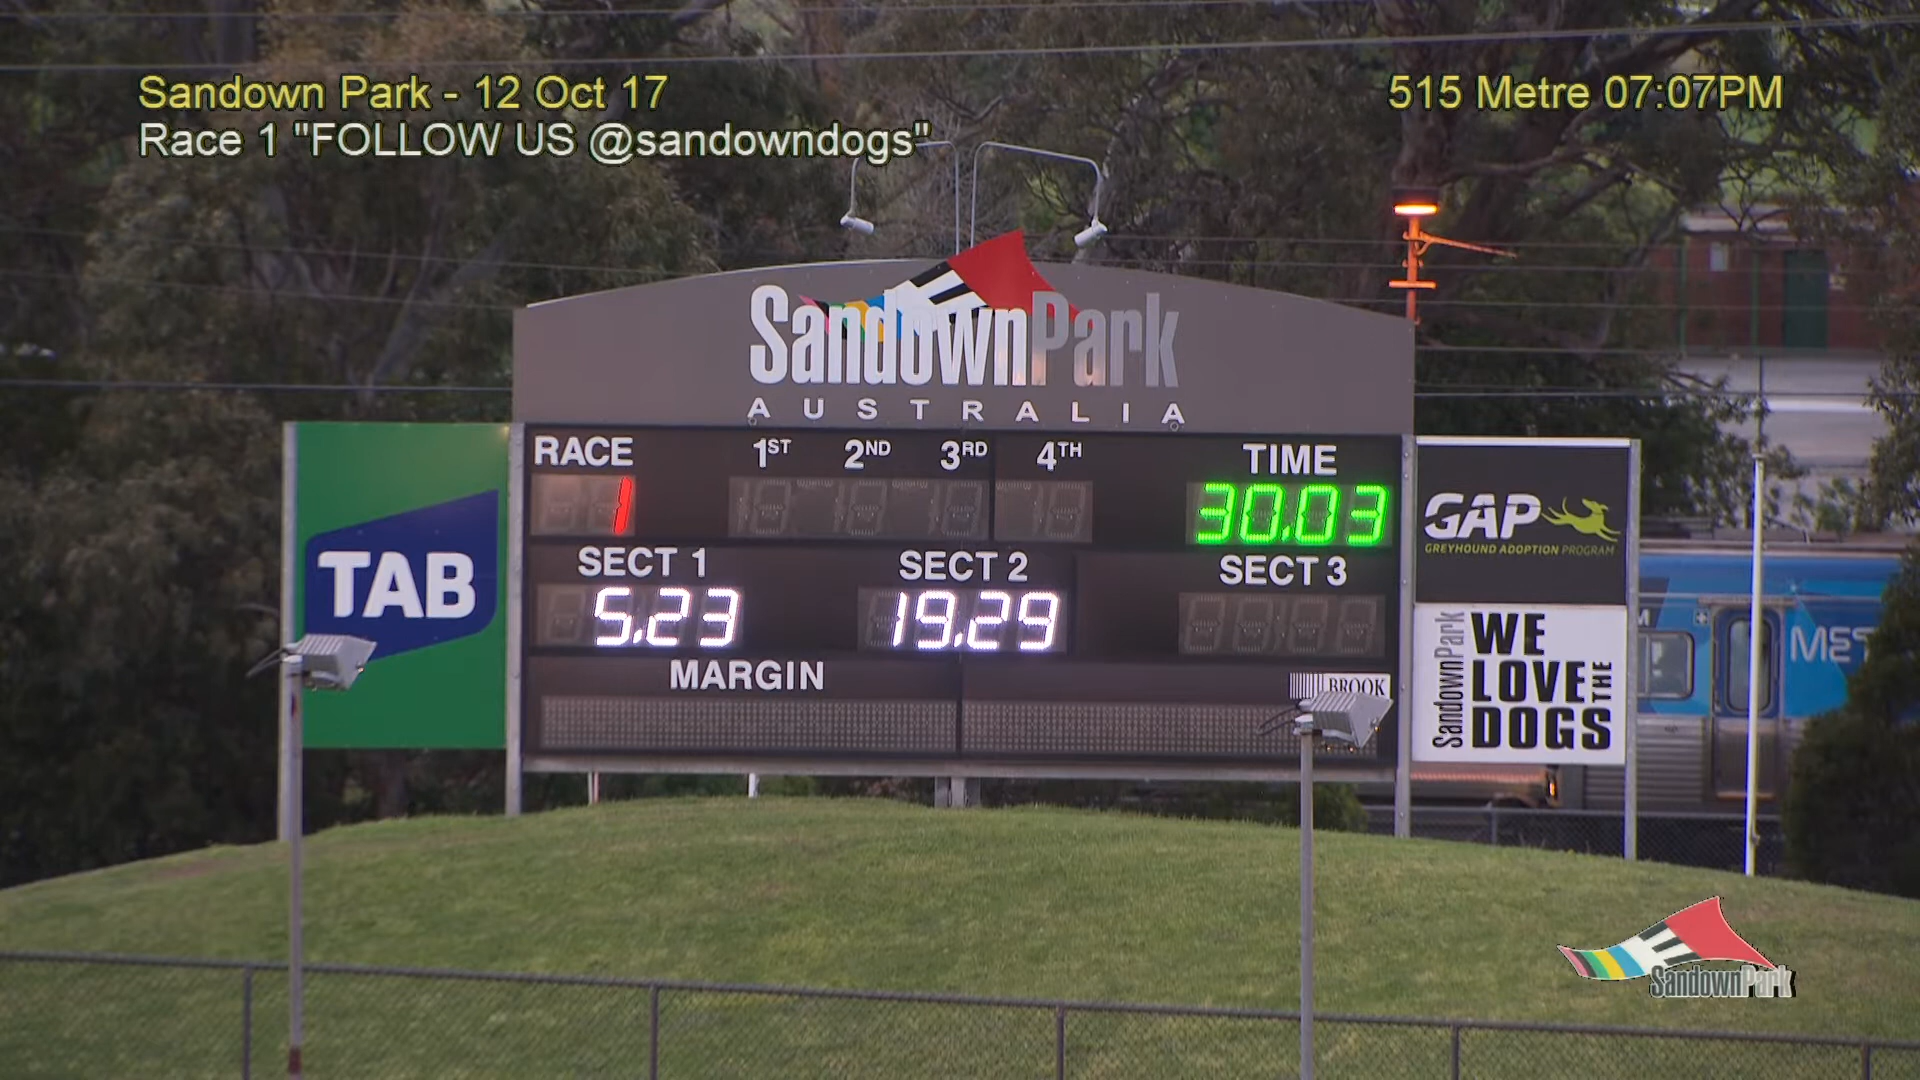 Sandown Park - 12 Oct 17
515 Metre 07:07PM
Race 1 "FOLLOW US @sandowndogs"
SandownPark
AUSTRALIA
RACE 1ST 2ND 3RD 4TH TIME
1 30.03
SECT 1 SECT 2 SECT 3
5.23 19.29
MARGIN
BROOK
TAB
GAP
GREYHOUND ADOPTION PROGRAM
SandownPark
WE
LOVE THE
DOGS
MET
SandownPark